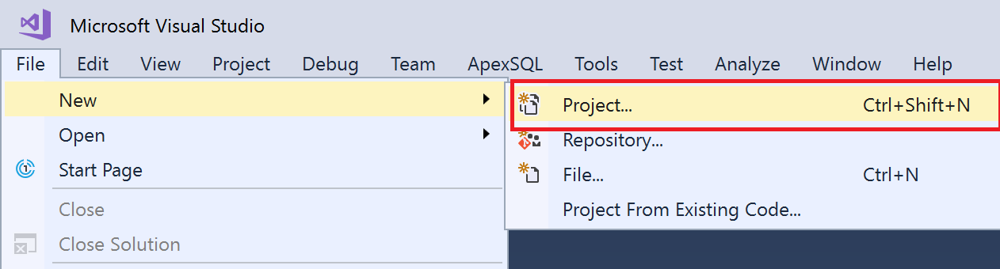 Microsoft Visual Studio
File Edit View Project Debug Team ApexSQL Tools Test Analyze Window Help
New
Open
Start Page
Close
Close Solution
Project... Ctrl+Shift+N
Repository...
File... Ctrl+N
Project From Existing Code...